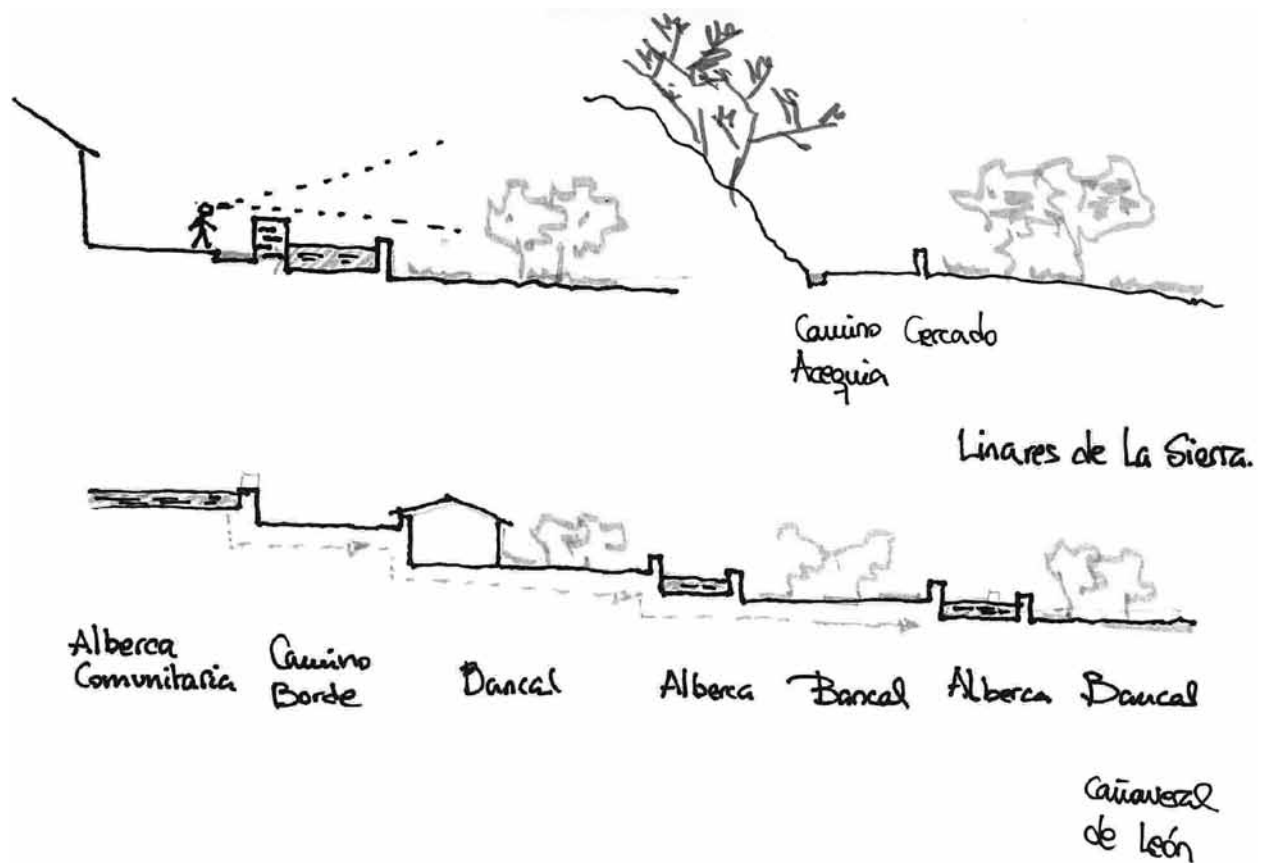 Camino Cercado
Acequia
Linares de La Sierra.
Alberca
Comunitaria
Camino
Borde
Bancal
Alberca
Bancal
Alberca
Bancal
Cañaveral
de León